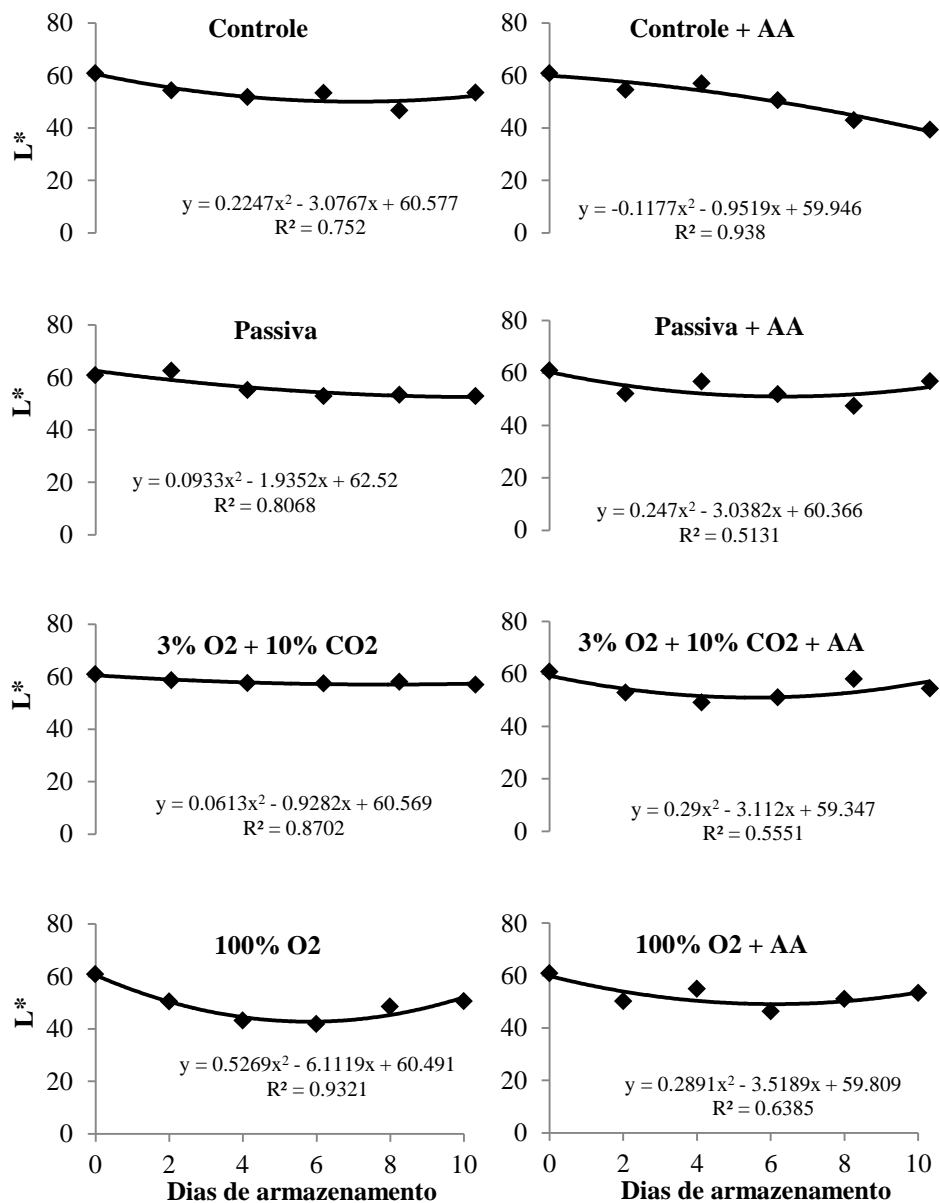 Controle
80
60
40
20
0
L*
y = 0.2247x² - 3.0767x + 60.577
R² = 0.752
Controle + AA
80
60
40
20
0
y = -0.1177x² - 0.9519x + 59.946
R² = 0.938
Passiva
80
60
40
20
0
L*
y = 0.0933x² - 1.9352x + 62.52
R² = 0.8068
Passiva + AA
80
60
40
20
0
y = 0.247x² - 3.0382x + 60.366
R² = 0.5131
3% O2 + 10% CO2
80
60
40
20
0
L*
y = 0.0613x² - 0.9282x + 60.569
R² = 0.8702
3% O2 + 10% CO2 + AA
80
60
40
20
0
y = 0.29x² - 3.112x + 59.347
R² = 0.5551
100% O2
80
60
40
20
0
L*
y = 0.5269x² - 6.1119x + 60.491
R² = 0.9321
0 2 4 6 8 10
Dias de armazenamento
100% O2 + AA
80
60
40
20
0
y = 0.2891x² - 3.5189x + 59.809
R² = 0.6385
0 2 4 6 8 10
Dias de armazenamento